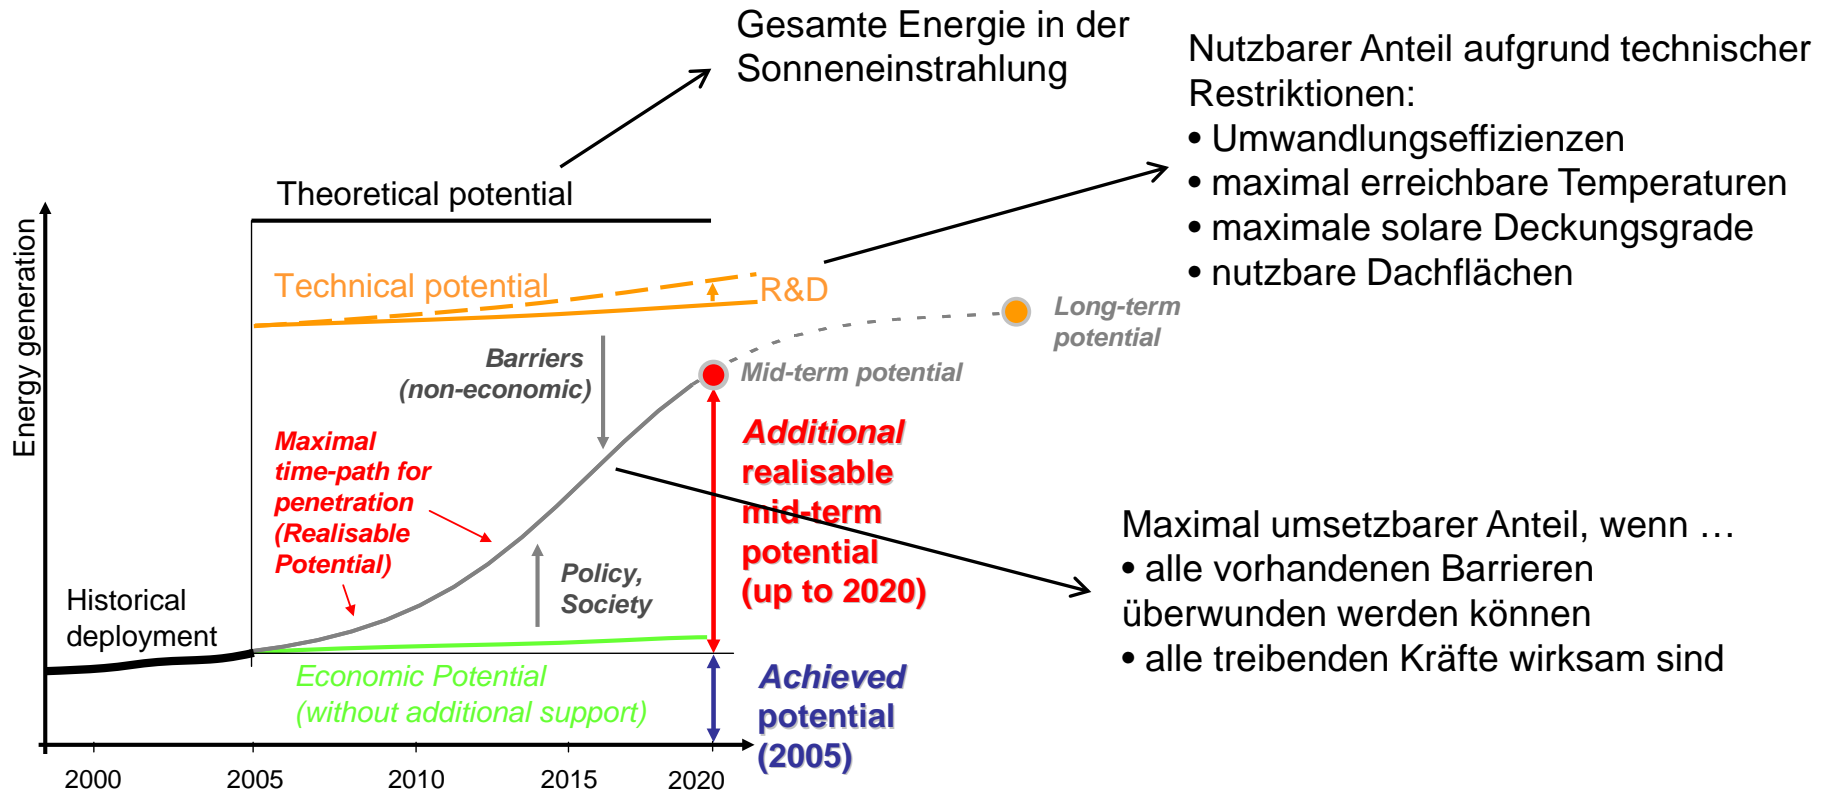 Gesamte Energie in der
Sonneneinstrahlung
Nutzbarer Anteil aufgrund technischer
Restriktionen:
• Umwandlungseffizienzen
• maximal erreichbare Temperaturen
• maximale solare Deckungsgrade
• nutzbare Dachflächen
Theoretical potential
Energy generation
Technical potential
R&D
Long-term
potential
Barriers
(non-economic)
Mid-term potential
Maximal
time-path for
penetration
(Realisable
Potential)
Additional
realisable
mid-term
potential
(up to 2020)
Maximal umsetzbarer Anteil, wenn …
• alle vorhandenen Barrieren
überwunden werden können
• alle treibenden Kräfte wirksam sind
Policy,
Society
Historical
deployment
Economic Potential
(without additional support)
Achieved
potential
(2005)
2000
2005
2010
2015
2020